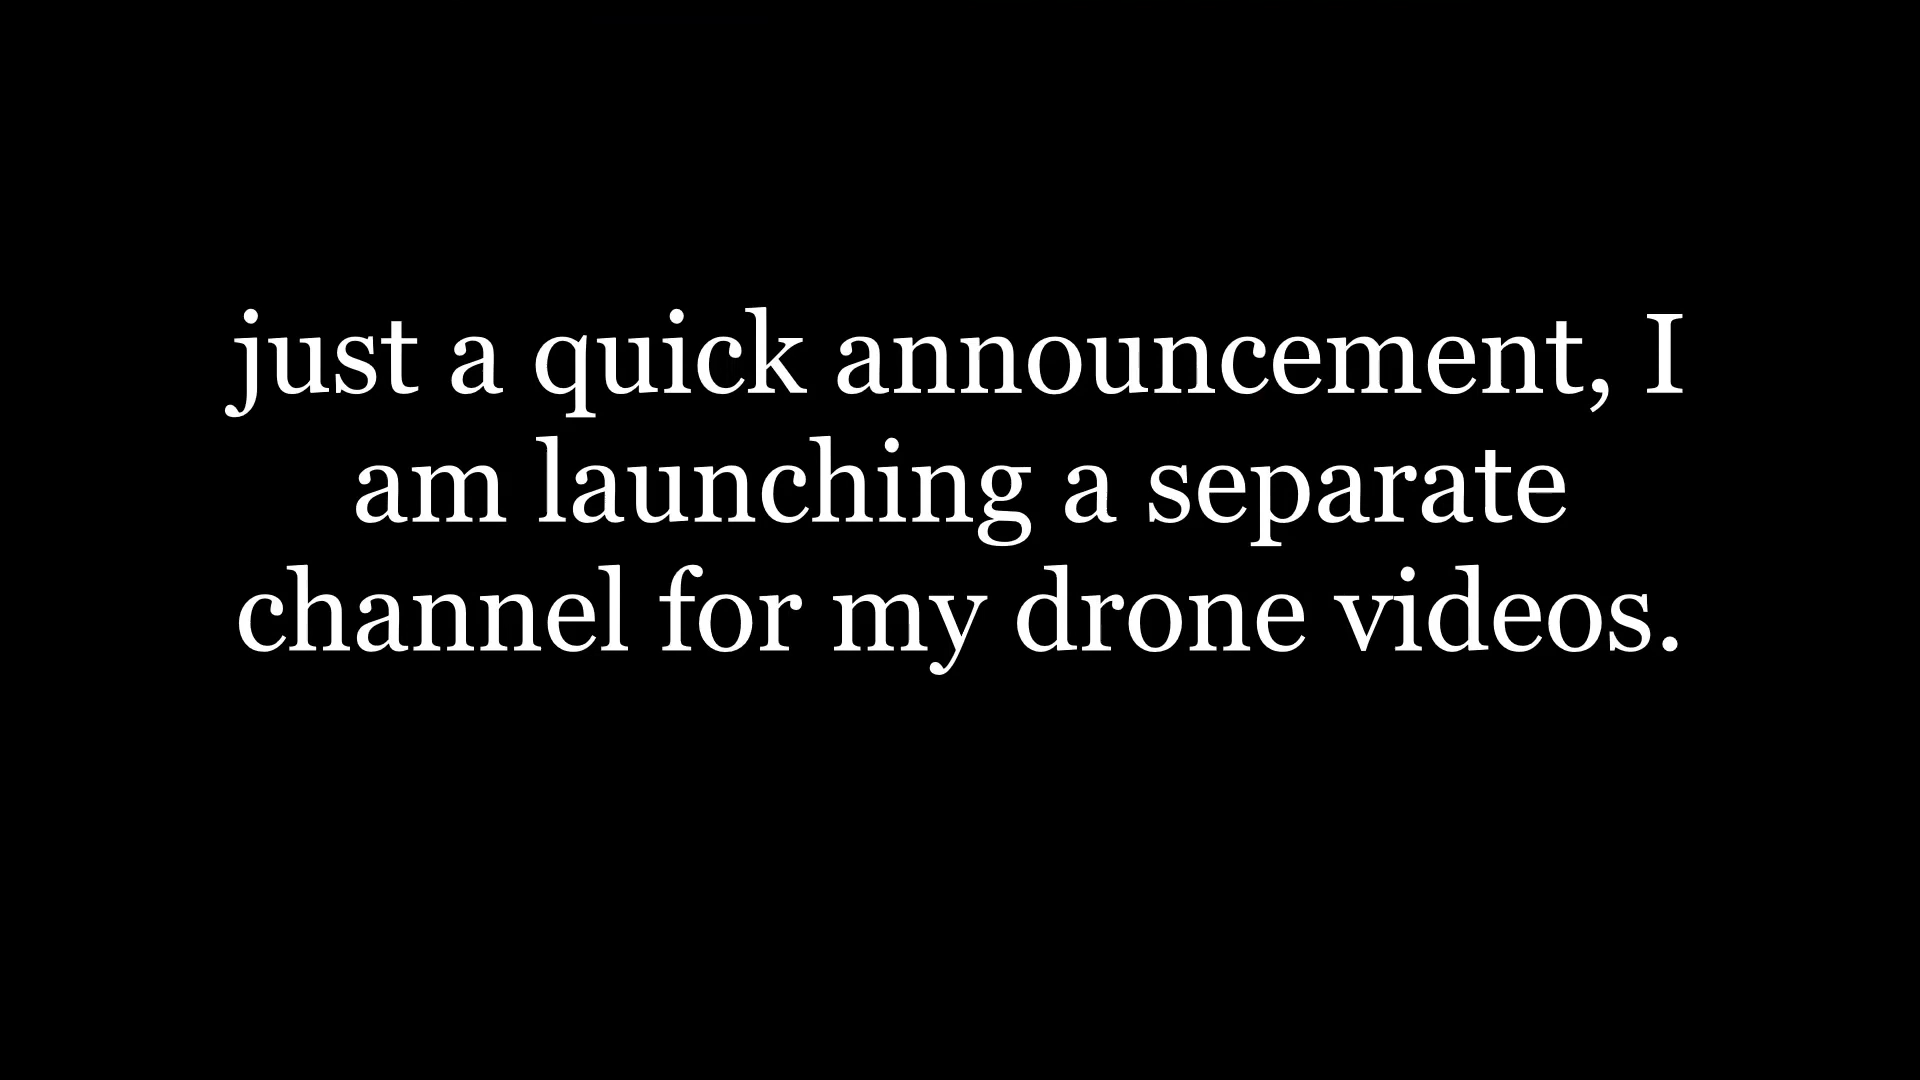 just a quick announcement, I
am launching a separate
channel for my drone videos.